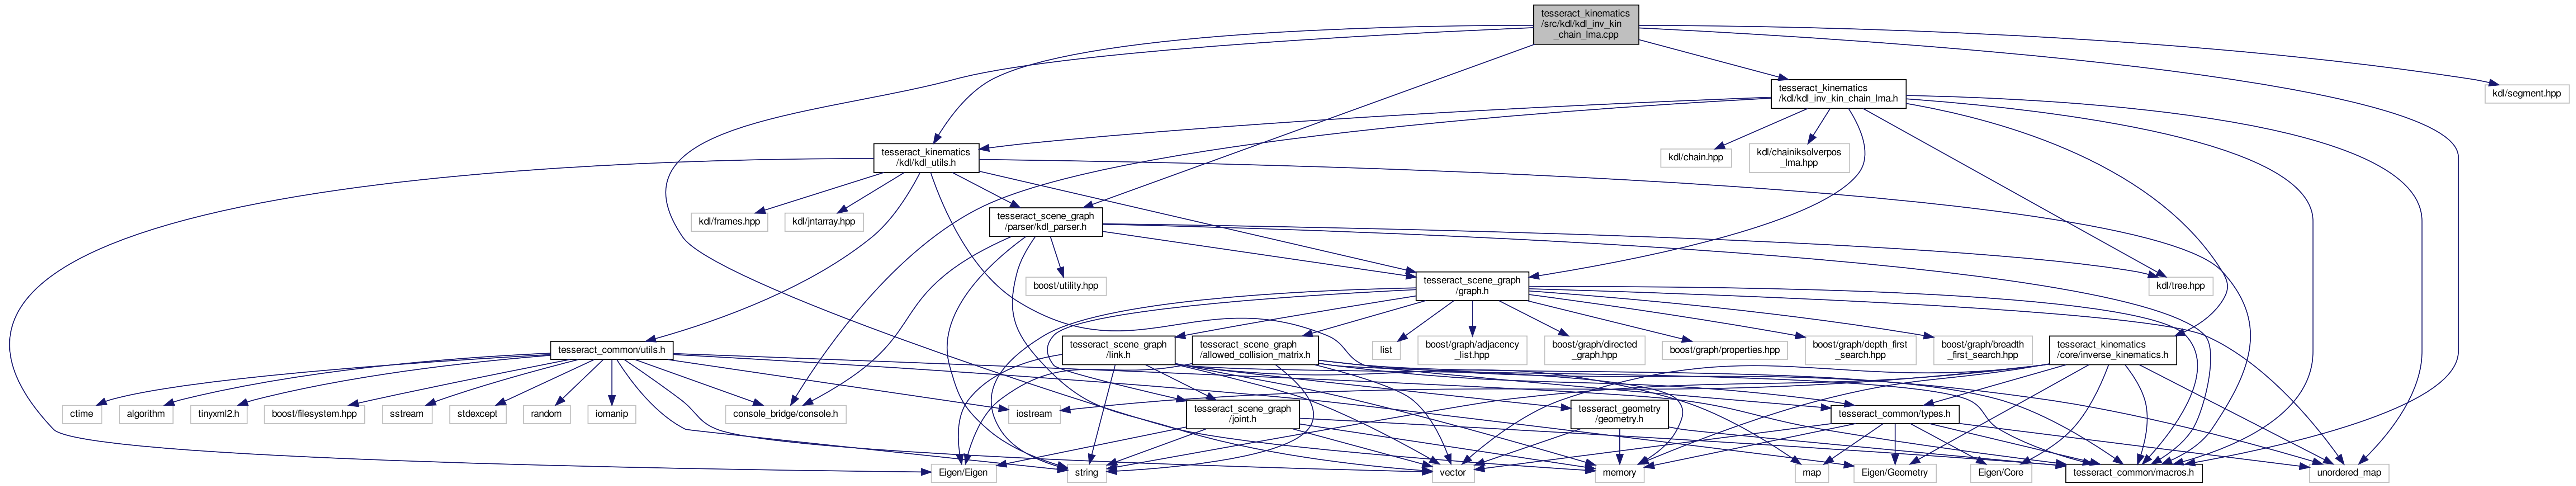 tesseract_kinematics
/src/kdl/kdl_inv_kin
_chain_lma.cpp
tesseract_kinematics
/kdl/kdl_inv_kin_chain_lma.h
kdl/segment.hpp
tesseract_kinematics
/kdl/kdl_utils.h
kdl/chain.hpp
kdl/chainiksolverpos
_lma.hpp
kdl/frames.hpp
kdl/jntarray.hpp
tesseract_scene_graph
/parser/kdl_parser.h
boost/utility.hpp
tesseract_scene_graph
/graph.h
kdl/tree.hpp
tesseract_common/utils.h
tesseract_scene_graph
/link.h
tesseract_scene_graph
/allowed_collision_matrix.h
list
boost/graph/adjacency
_list.hpp
boost/graph/directed
_graph.hpp
boost/graph/properties.hpp
boost/graph/depth_first
_search.hpp
boost/graph/breadth
_first_search.hpp
tesseract_kinematics
/core/inverse_kinematics.h
ctime
algorithm
tinyxml2.h
boost/filesystem.hpp
sstream
stdexcept
random
iomanip
console_bridge/console.h
iostream
tesseract_scene_graph
/joint.h
tesseract_geometry
/geometry.h
tesseract_common/types.h
Eigen/Eigen
string
vector
memory
map
Eigen/Geometry
Eigen/Core
tesseract_common/macros.h
unordered_map